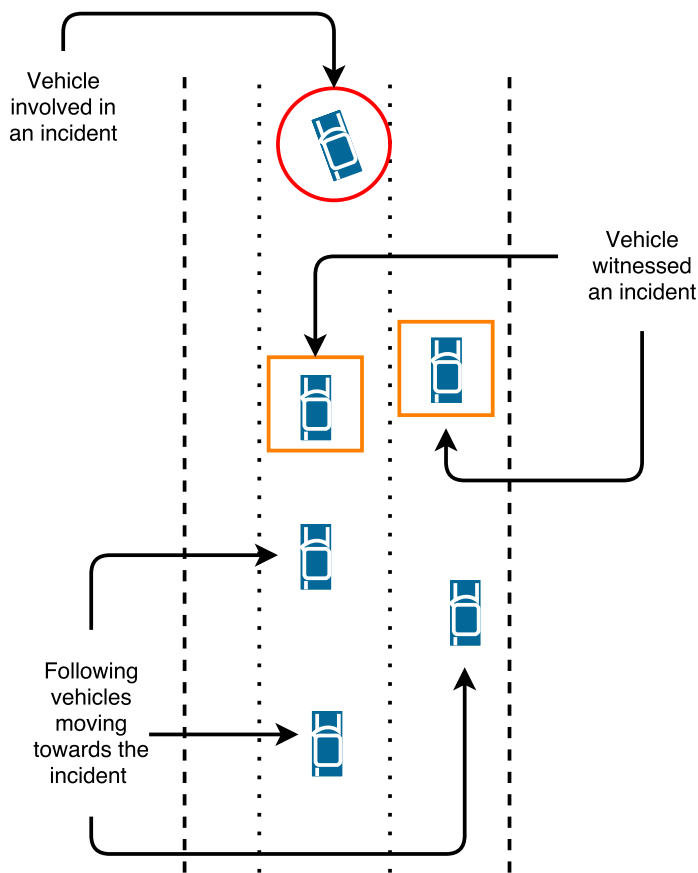 Vehicle
involved in
an incident
Vehicle
witnessed
an incident
Following
vehicles
moving
towards the
incident